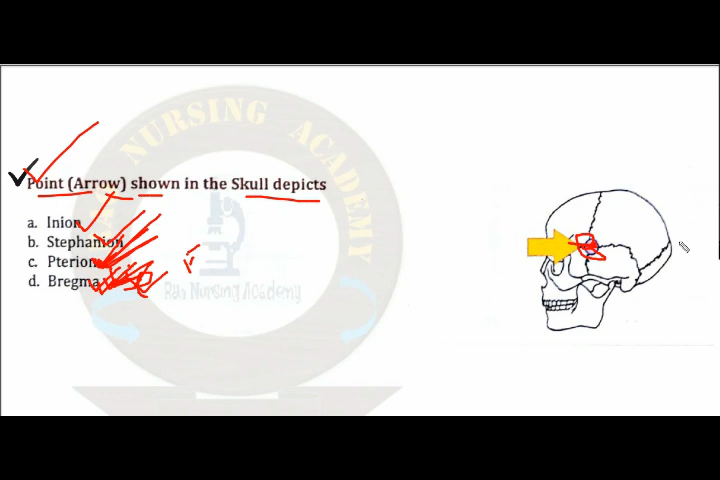 NURSING ACADEMY
Point (Arrow) shown in the Skull depicts
a. Inion
b. Stephanion
c. Pterion
d. Bregma
Nursing Academy